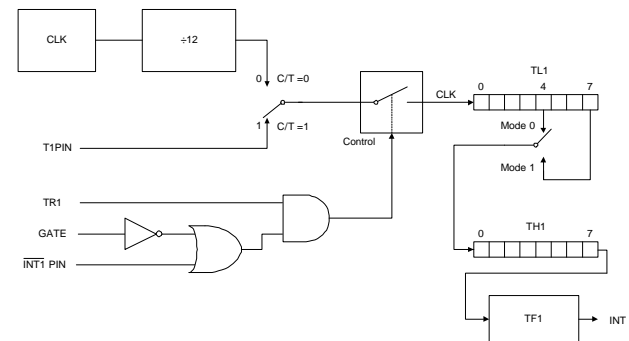 CLK
÷12
TL1
0 C/T =0
0 4 7
CLK
1 C/T =1
Mode 0
T1PIN
Control
Mode 1
TR1
TH1
GATE
0 7
INT1 PIN
TF1
INT